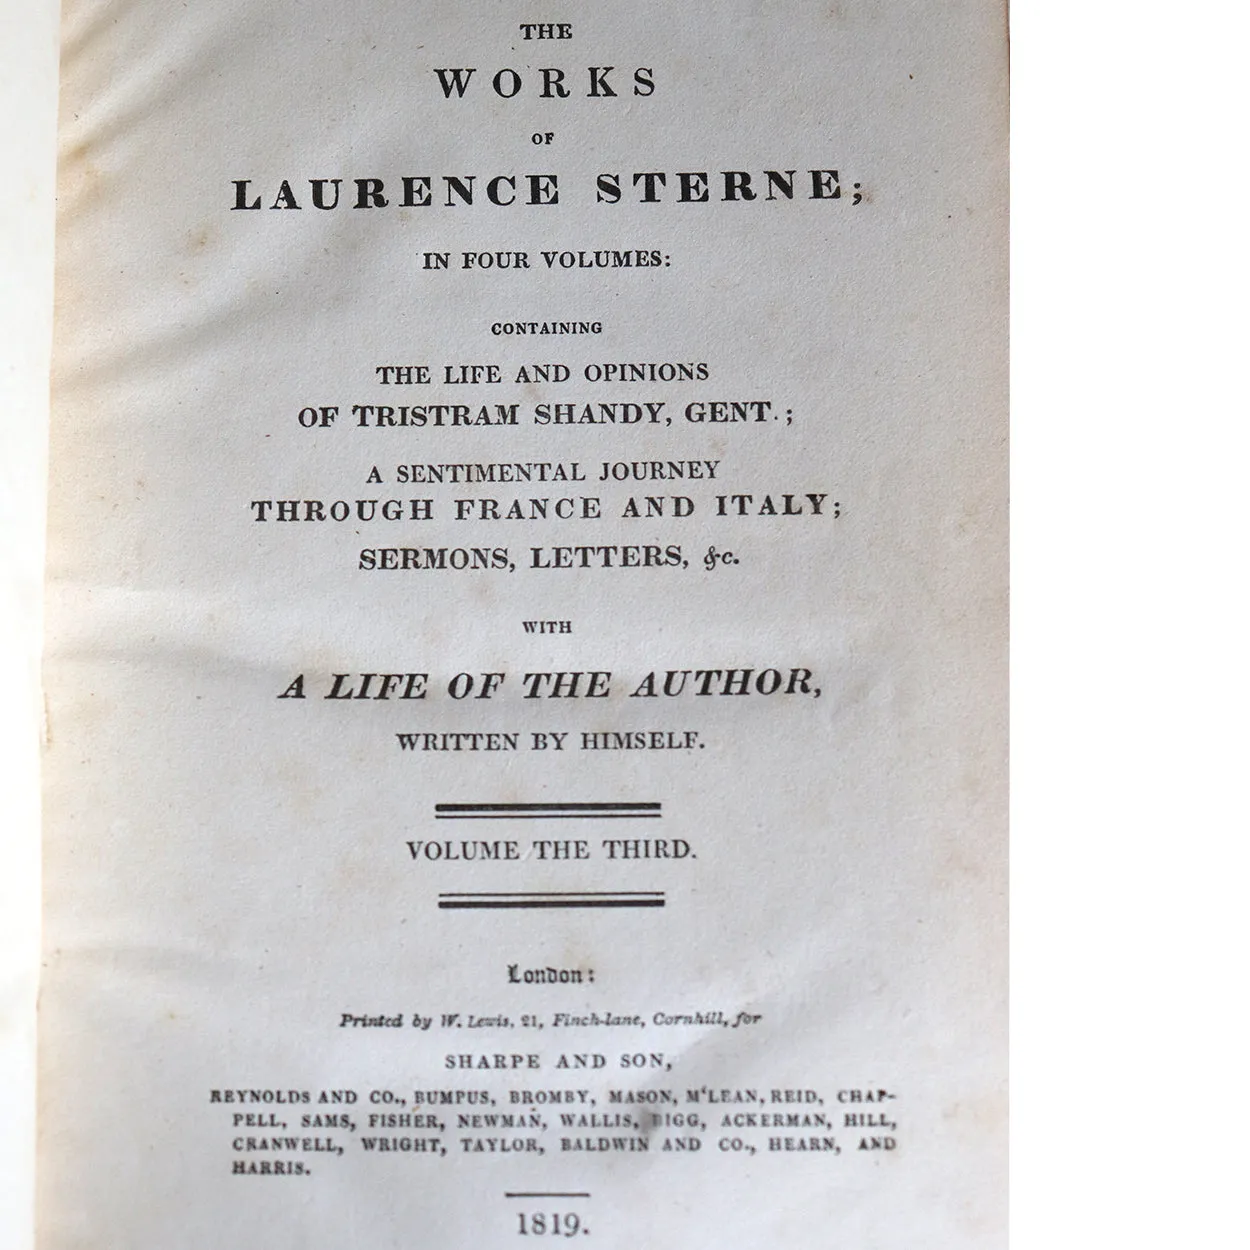 THE
WORKS
OF
LAURENCE STERNE;
IN FOUR VOLUMES:
CONTAINING
THE LIFE AND OPINIONS
OF TRISTRAM SHANDY, GENT.;
A SENTIMENTAL JOURNEY
THROUGH FRANCE AND ITALY;
SERMONS, LETTERS, &c.
WITH
A LIFE OF THE AUTHOR,
WRITTEN BY HIMSELF.
VOLUME THE THIRD.
London:
Printed by W. Lewis, 21, Finch-lane, Cornhill, for
SHARPE AND SON,
REYNOLDS AND CO., BUMPUS, BROMBY, MASON, M‘LEAN, REID, CHAP-
PELL, SAMS, FISHER, NEWMAN, WALLIS, BIGG, ACKERMAN, HILL,
CRANWELL, WRIGHT, TAYLOR, BALDWIN AND CO., HEARN, AND
HARRIS.
1819.